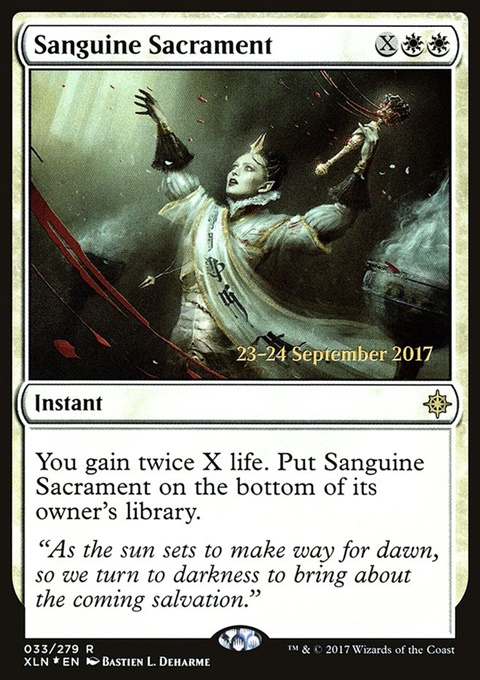 Sanguine Sacrament X
23–24 September 2017
Instant
You gain twice X life. Put Sanguine
Sacrament on the bottom of its
owner's library.
“As the sun sets to make way for dawn,
so we turn to darkness to bring about
the coming salvation.”
033/279 R
XLN★EN Bastien L. Deharme
™ & © 2017 Wizards of the Coast